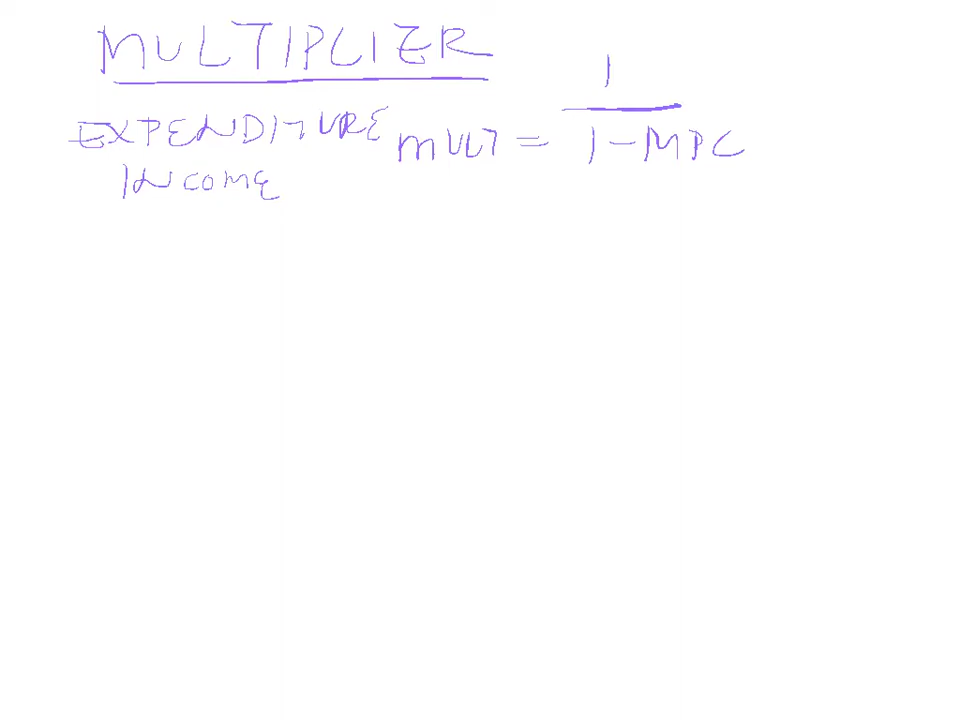 MULTIPLIER
EXPENDITURE MULT = 1 / 1 - MPC
INCOME